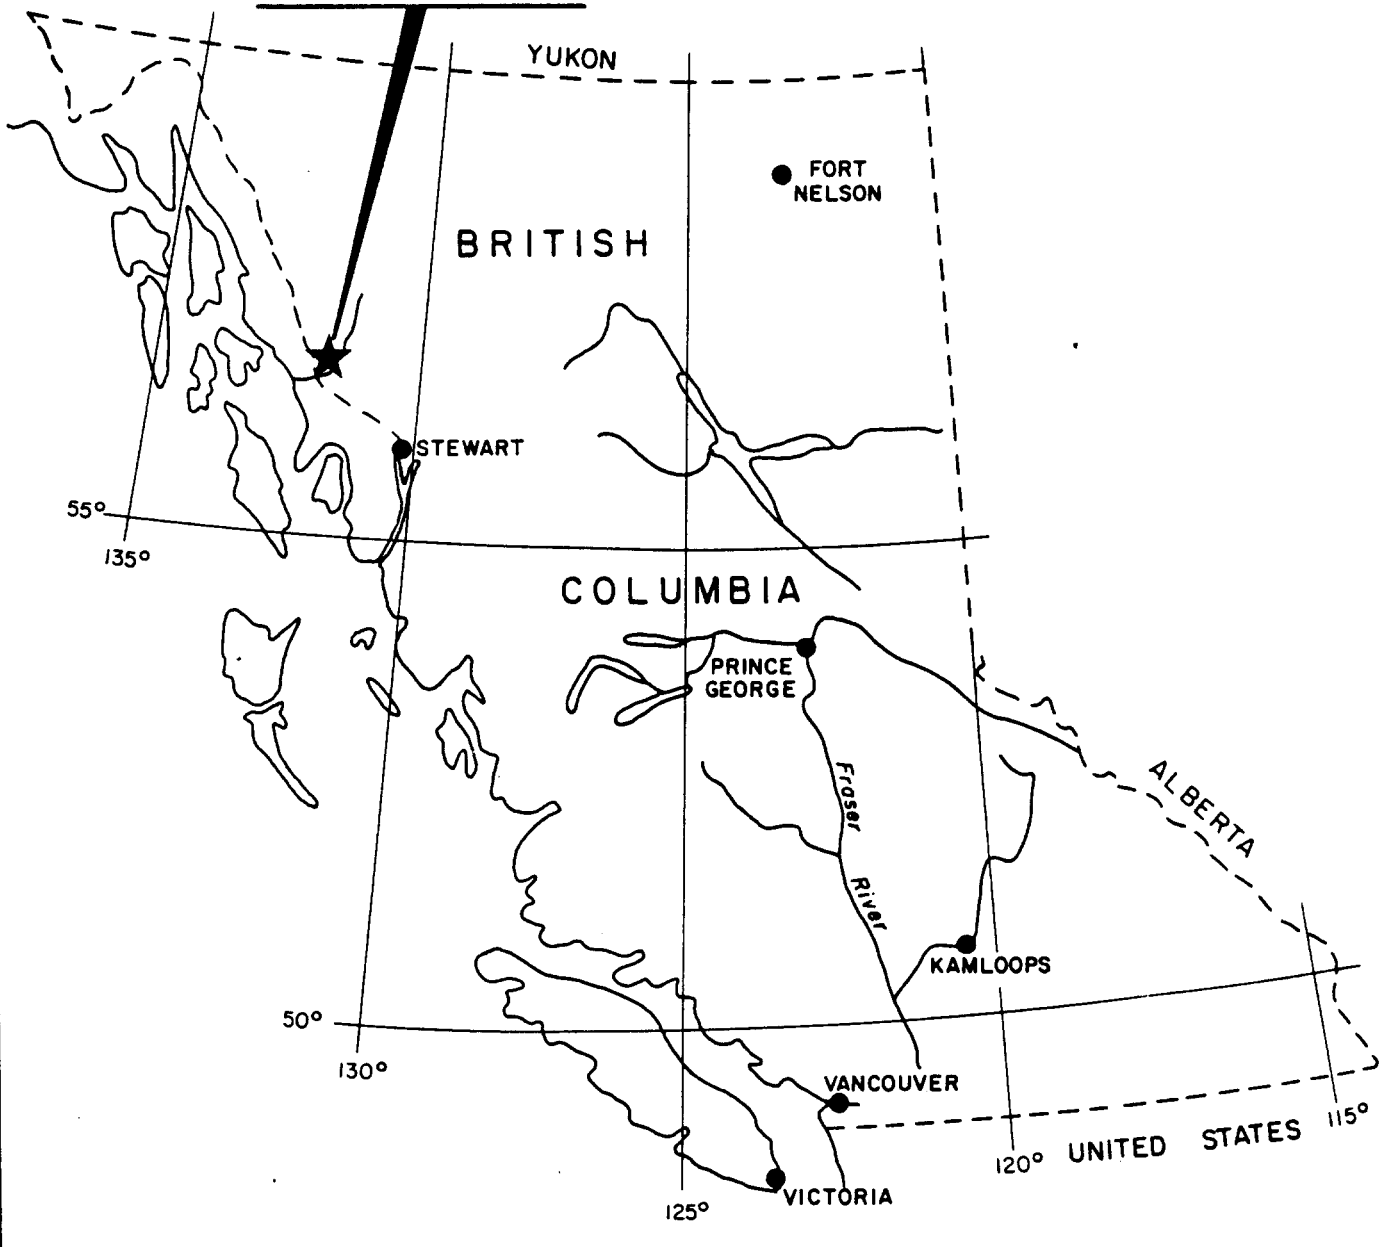 YUKON
FORT
NELSON
BRITISH
STEWART
55°
135°
COLUMBIA
PRINCE
GEORGE
Fraser
River
ALBERTA
KAMLOOPS
50°
130°
VANCOUVER
115°
120°
UNITED STATES
VICTORIA
125°